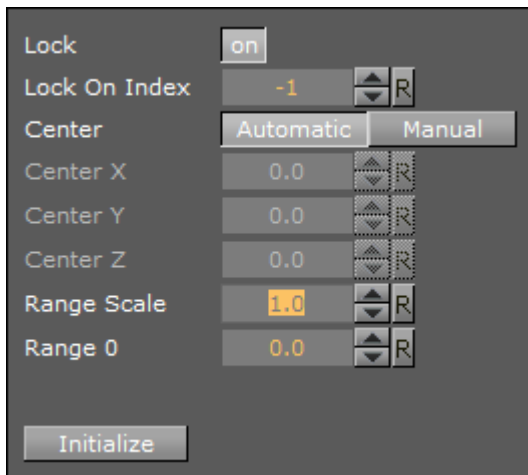 Lock on
Lock On Index -1 R
Center Automatic Manual
Center X 0.0 R
Center Y 0.0 R
Center Z 0.0 R
Range Scale 1.0 R
Range 0 0.0 R
Initialize